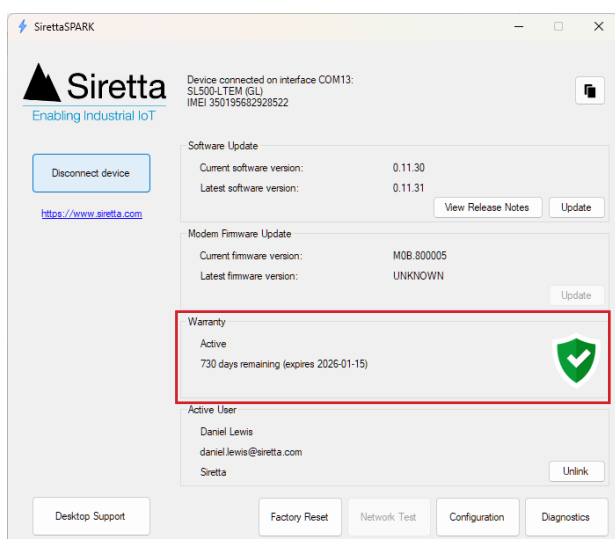 SirettaSPARK
Siretta
Enabling Industrial IoT
Device connected on interface COM13:
SL500-LTEM (GL)
IMEI 350195682928522
Disconnect device
https://www.siretta.com
Software Update
Current software version: 0.11.30
Latest software version: 0.11.31
View Release Notes Update
Modem Firmware Update
Current firmware version: M0B.800005
Latest firmware version: UNKNOWN
Update
Warranty
Active
730 days remaining (expires 2026-01-15)
Active User
Daniel Lewis
daniel.lewis@siretta.com
Siretta
Unlink
Desktop Support Factory Reset Network Test Configuration Diagnostics